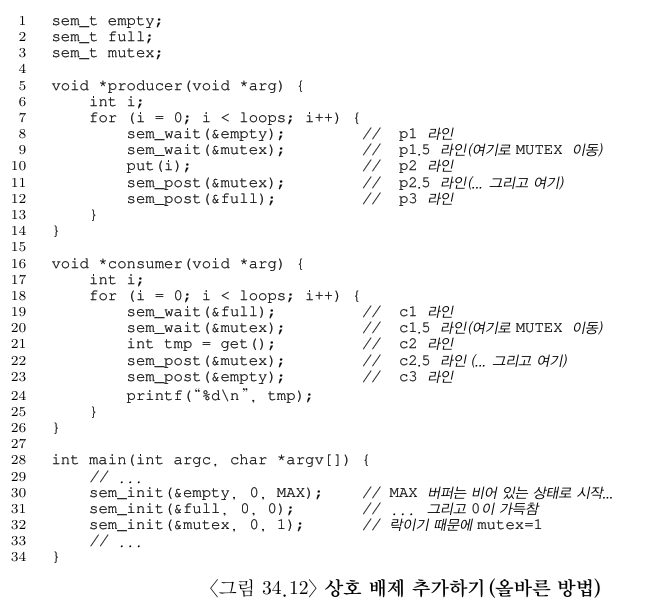 1 sem_t empty;
2 sem_t full;
3 sem_t mutex;
4
5 void *producer(void *arg) {
6     int i;
7     for (i = 0; i < loops; i++) {
8         sem_wait(&empty);         // p1 라인
9         sem_wait(&mutex);         // p1.5 라인(여기로 MUTEX 이동)
10         put(i);                   // p2 라인
11         sem_post(&mutex);         // p2.5 라인(... 그리고 여기)
12         sem_post(&full);          // p3 라인
13     }
14 }
15
16 void *consumer(void *arg) {
17     int i;
18     for (i = 0; i < loops; i++) {
19         sem_wait(&full);          // c1 라인
20         sem_wait(&mutex);         // c1.5 라인(여기로 MUTEX 이동)
21         int tmp = get();          // c2 라인
22         sem_post(&mutex);         // c2.5 라인 (... 그리고 여기)
23         sem_post(&empty);         // c3 라인
24         printf(“%d\n”, tmp);
25     }
26 }
27
28 int main(int argc, char *argv[]) {
29     // ...
30     sem_init(&empty, 0, MAX);     // MAX 버퍼는 비어 있는 상태로 시작...
31     sem_init(&full, 0, 0);        // ... 그리고 0이 가득참
32     sem_init(&mutex, 0, 1);       // 락이기 때문에 mutex=1
33     // ...
34 }
〈그림 34.12〉 상호 배제 추가하기(올바른 방법)